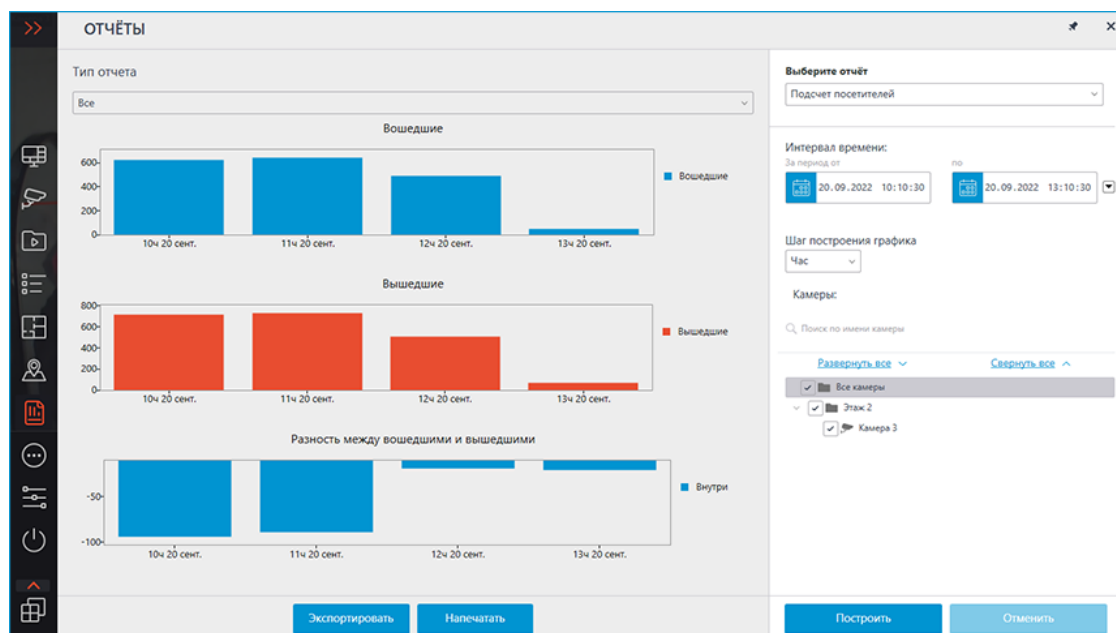 ОТЧЁТЫ
Тип отчета
Все
Вошедшие
600
400
200
0
10ч 20 сент.
11ч 20 сент.
12ч 20 сент.
13ч 20 сент.
Вошедшие
Вышедшие
800
600
400
200
0
10ч 20 сент.
11ч 20 сент.
12ч 20 сент.
13ч 20 сент.
Вышедшие
Разность между вошедшими и вышедшими
-50
-100
10ч 20 сент.
11ч 20 сент.
12ч 20 сент.
13ч 20 сент.
Внутри
Экспортировать
Напечатать
Выберите отчёт
Подсчет посетителей
Интервал времени:
За период от
по
20.09.2022 10:10:30
20.09.2022 13:10:30
Шаг построения графика
Час
Камеры:
Поиск по имени камеры
Развернуть все
Свернуть все
Все камеры
Этаж 2
Камера 3
Построить
Отменить